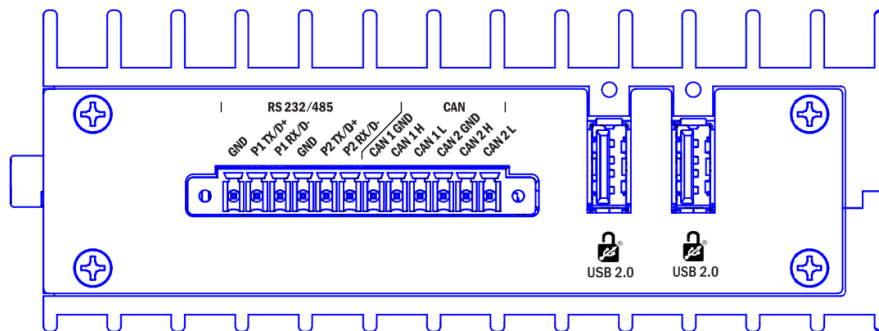 RS 232/485 CAN
GND
P1 TX/D+
P1 RX/D-
GND
P2 TX/D+
P2 RX/D-
CAN 1 GND
CAN 1 H
CAN 1 L
CAN 2 GND
CAN 2 H
CAN 2 L
®
®
USB 2.0
USB 2.0